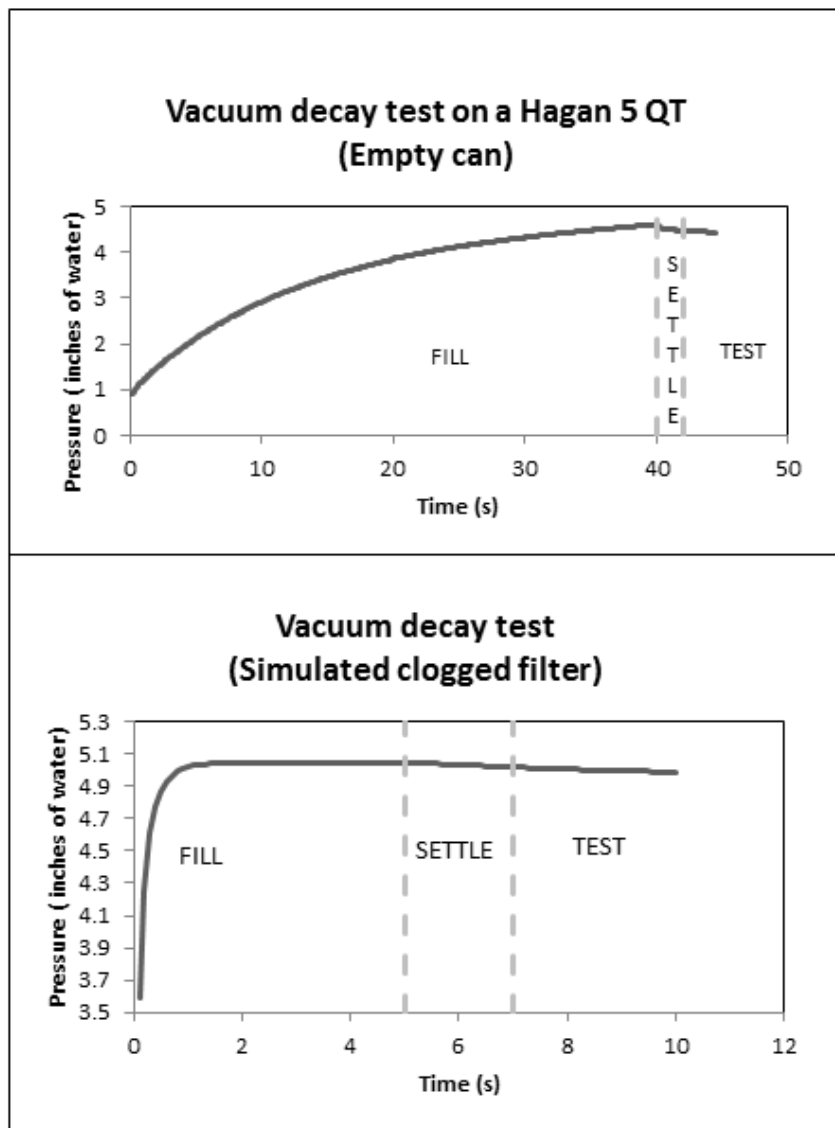 Vacuum decay test on a Hagan 5 QT
(Empty can)
Pressure ( inches of water)
5
4
3
2
1
0
FILL
S
E
T
T
L
E
TEST
0 10 20 30 40 50
Time (s)
Vacuum decay test
(Simulated clogged filter)
Pressure ( inches of water)
5.3
5.1
4.9
4.7
4.5
4.3
4.1
3.9
3.7
3.5
FILL
SETTLE
TEST
0 2 4 6 8 10 12
Time (s)